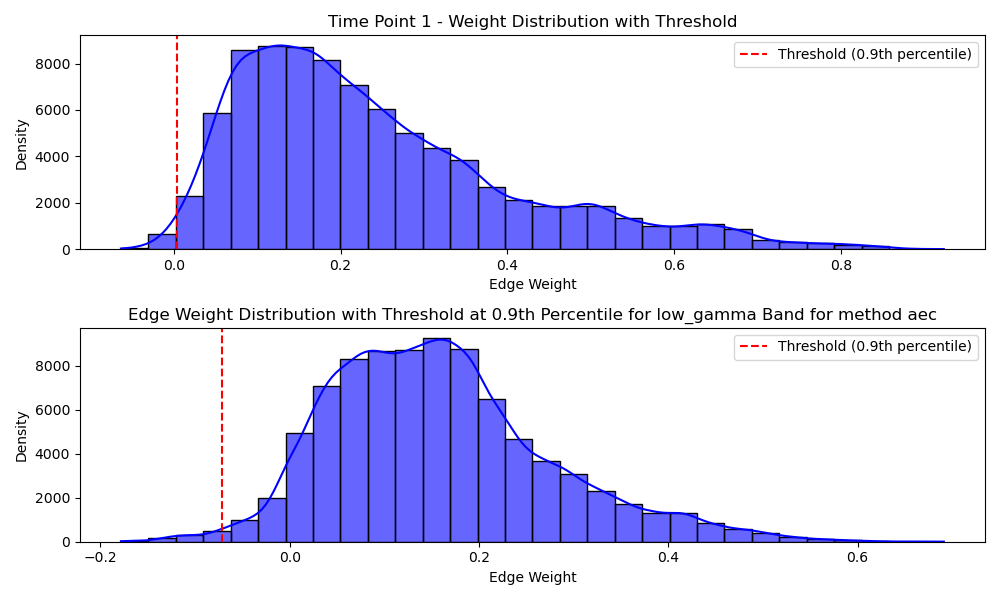 Time Point 1 - Weight Distribution with Threshold
Threshold (0.9th percentile)
Density
8000
6000
4000
2000
0
0.0 0.2 0.4 0.6 0.8
Edge Weight
Edge Weight Distribution with Threshold at 0.9th Percentile for low_gamma Band for method aec
Threshold (0.9th percentile)
Density
8000
6000
4000
2000
0
−0.2 0.0 0.2 0.4 0.6
Edge Weight